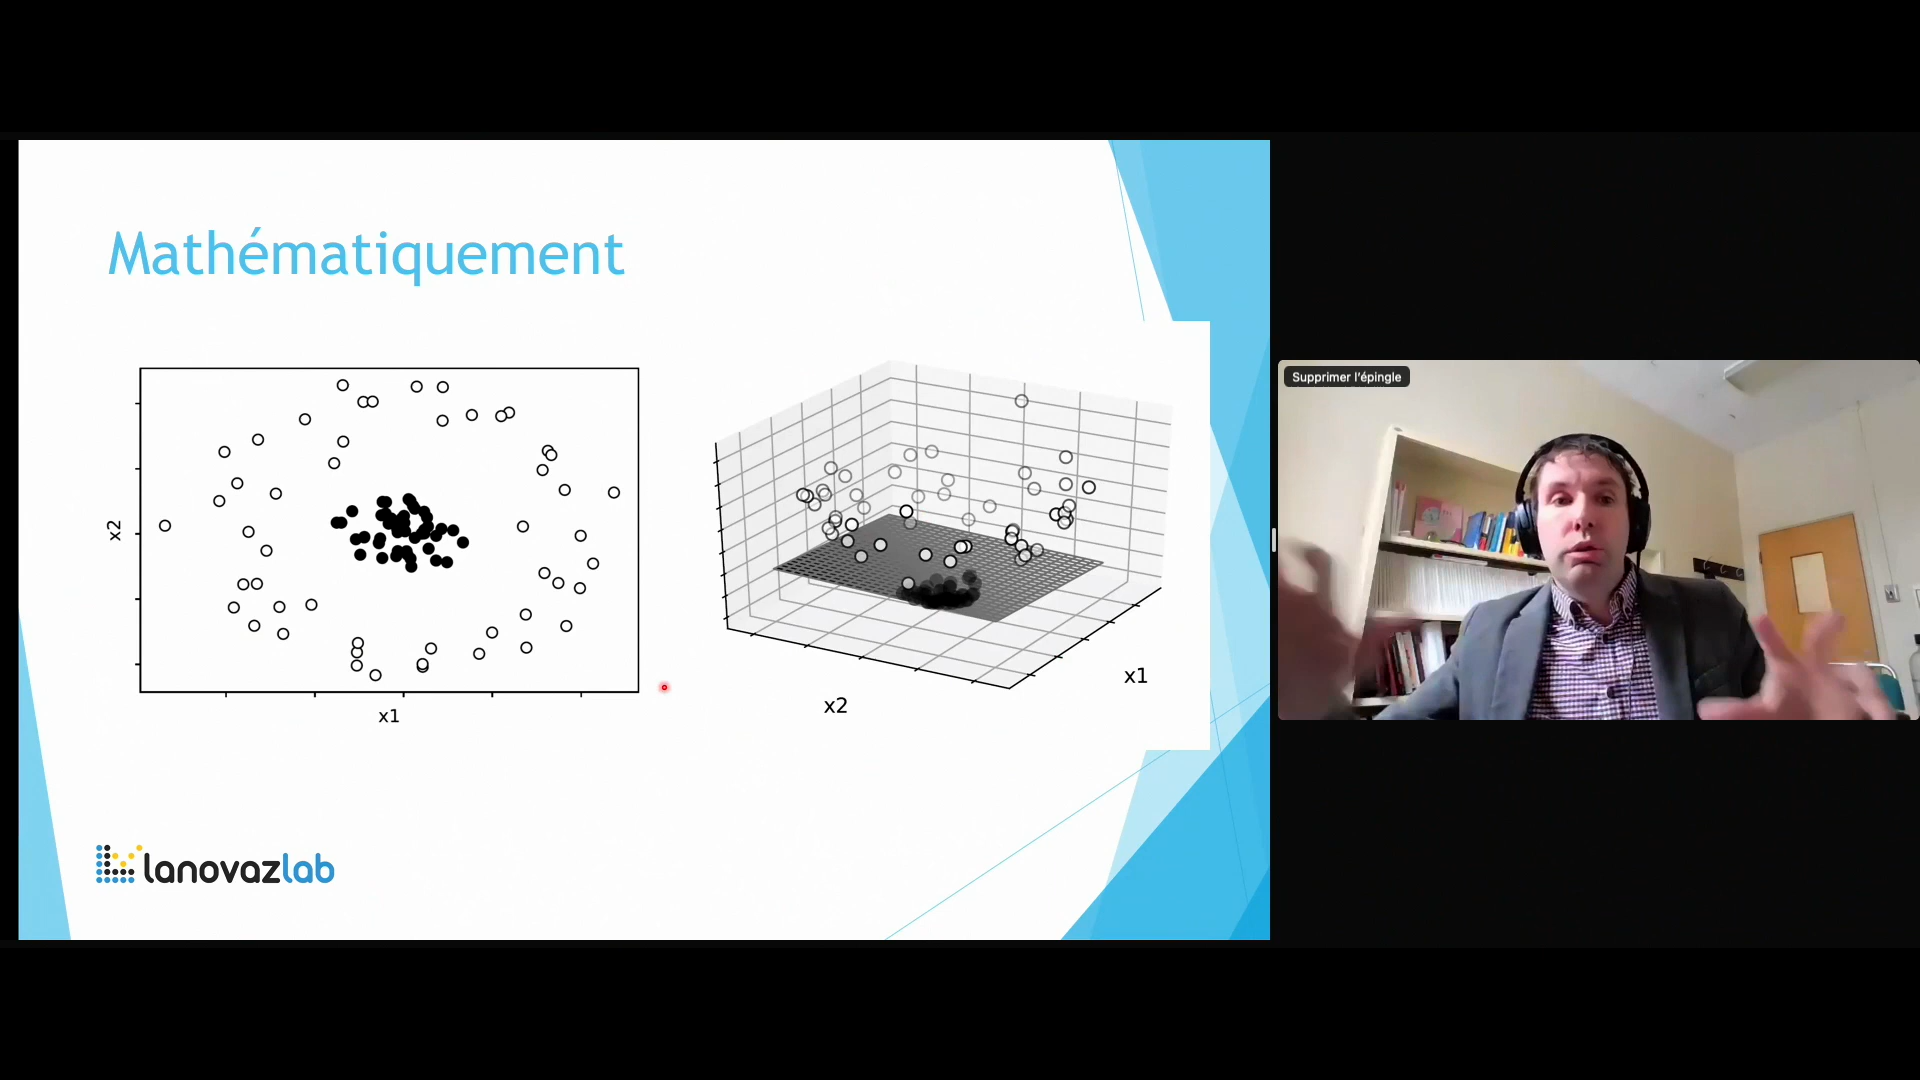 Mathématiquement
x2
x1
x2
x1
lanovazlab
Supprimer l'épingle